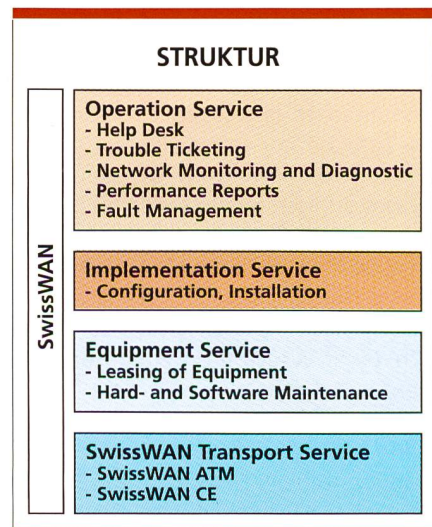 STRUKTUR
SwissWAN
Operation Service
- Help Desk
- Trouble Ticketing
- Network Monitoring and Diagnostic
- Performance Reports
- Fault Management
Implementation Service
- Configuration, Installation
Equipment Service
- Leasing of Equipment
- Hard- and Software Maintenance
SwissWAN Transport Service
- SwissWAN ATM
- SwissWAN CE